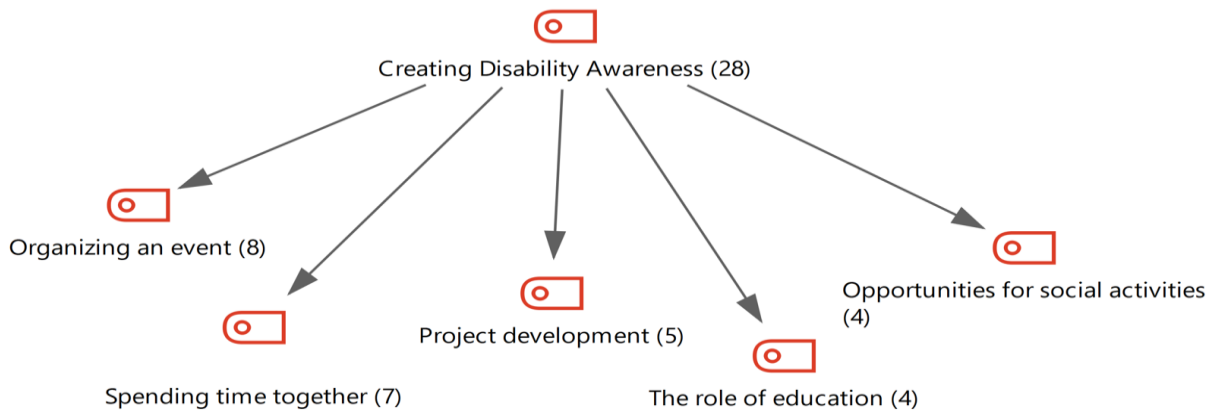 Creating Disability Awareness (28)
Organizing an event (8)
Spending time together (7)
Project development (5)
The role of education (4)
Opportunities for social activities
(4)